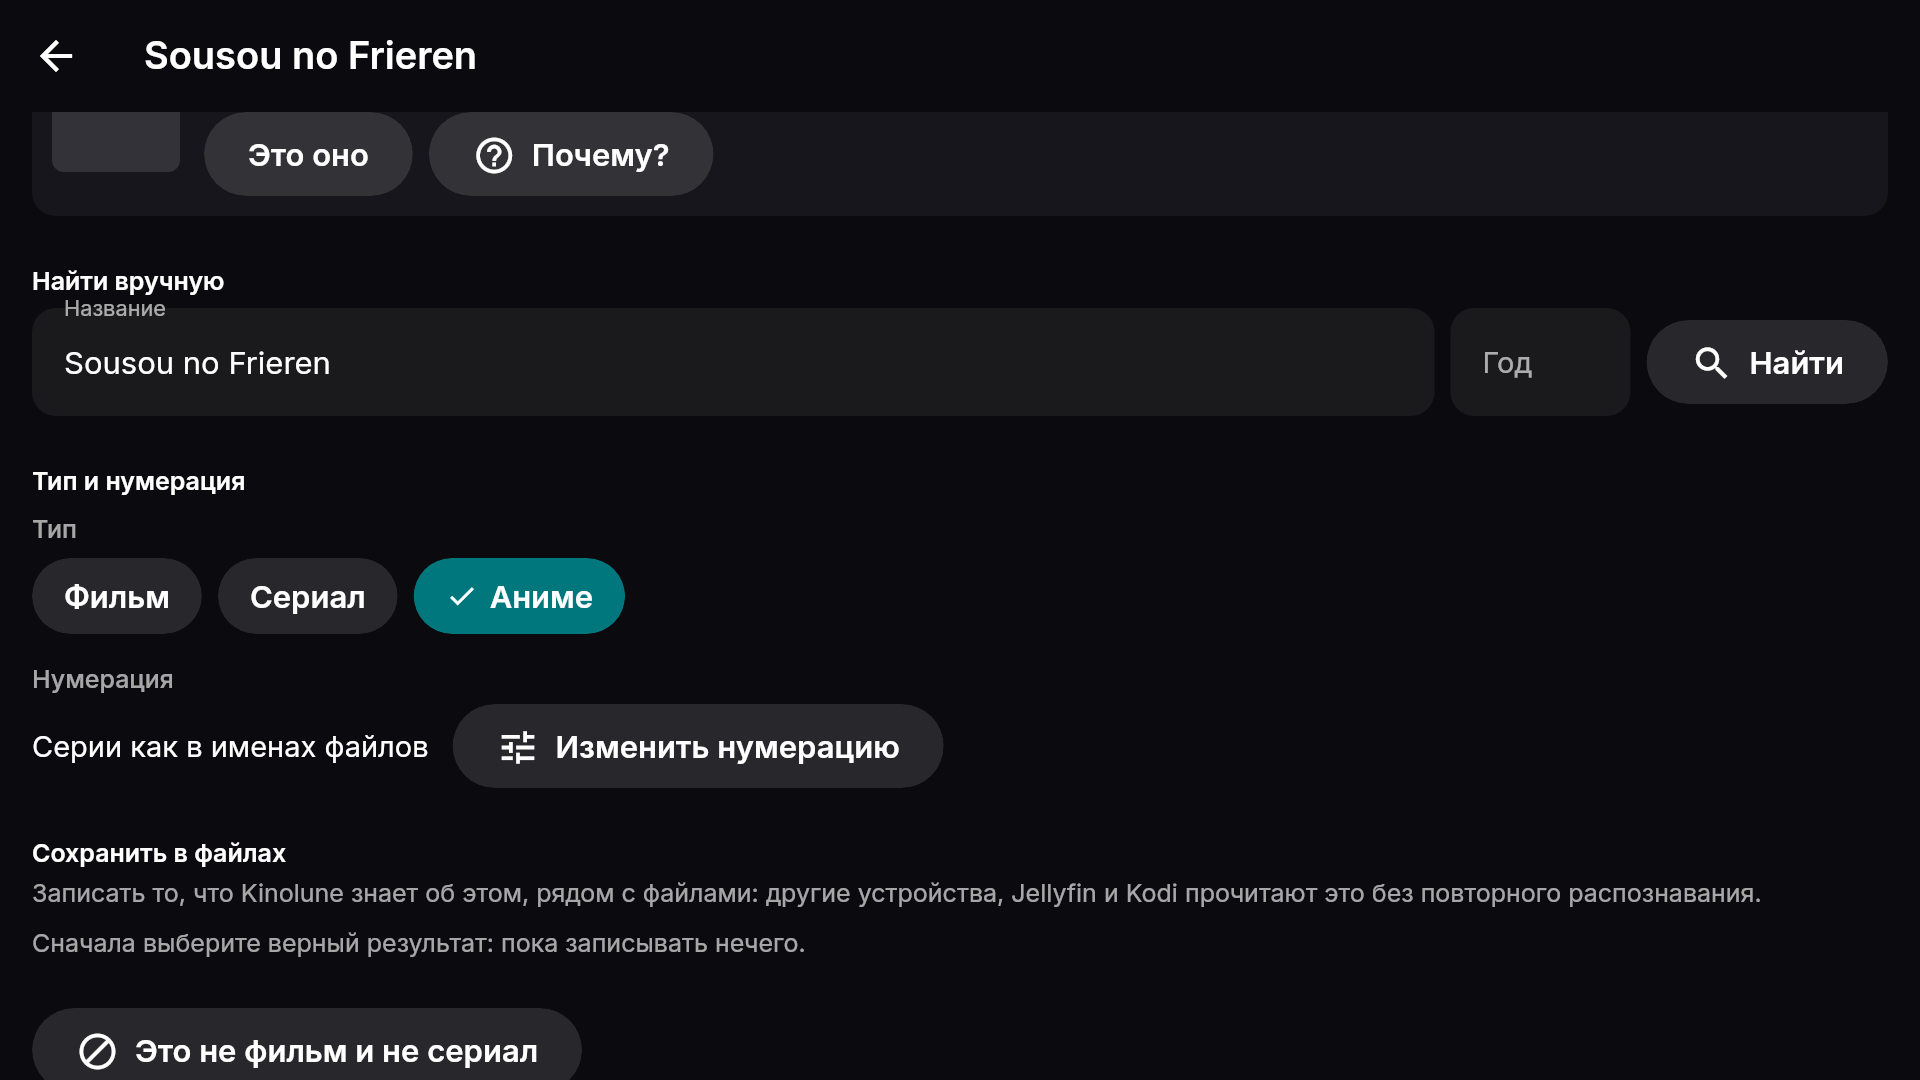 Sousou no Frieren
Это оно
Почему?
Найти вручную
Название
Sousou no Frieren
Год
Найти
Тип и нумерация
Тип
Фильм
Сериал
Аниме
Нумерация
Серии как в именах файлов
Изменить нумерацию
Сохранить в файлах
Записать то, что Kinolune знает об этом, рядом с файлами: другие устройства, Jellyfin и Kodi прочитают это без повторного распознавания.
Сначала выберите верный результат: пока записывать нечего.
Это не фильм и не сериал